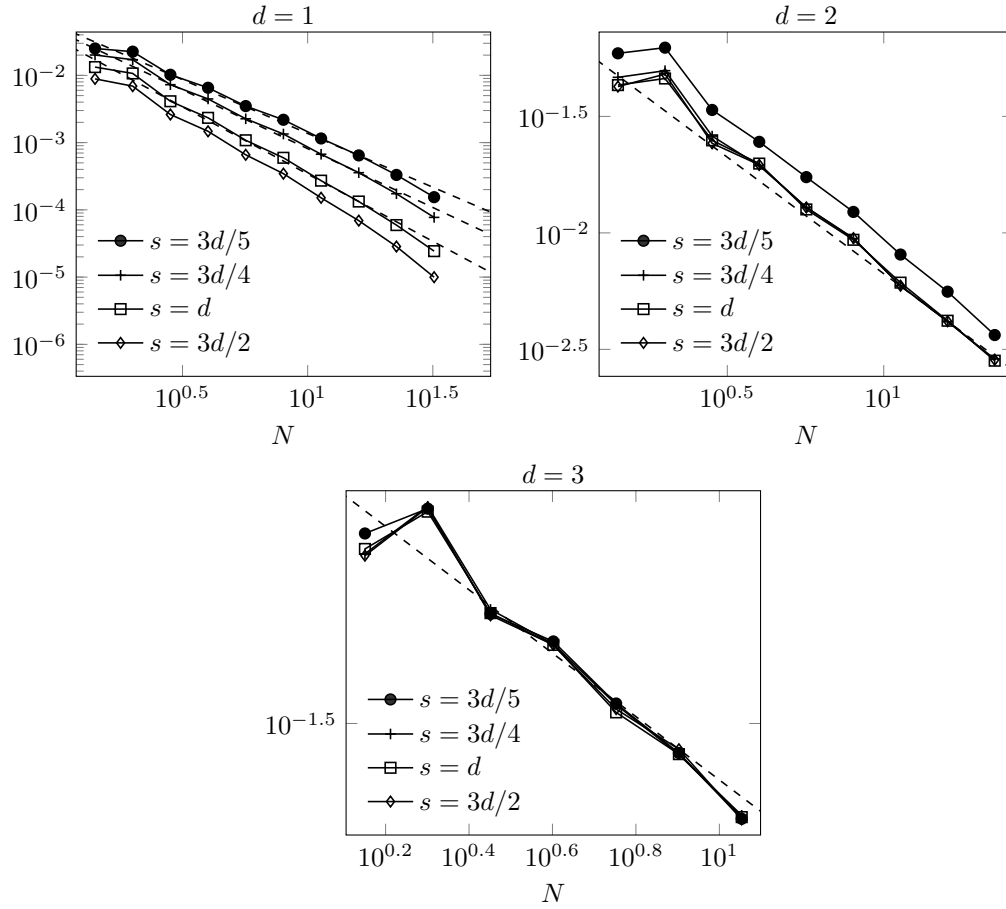 d = 1
10^−2
10^−3
10^−4
10^−5
10^−6
s = 3d/5
s = 3d/4
s = d
s = 3d/2
10^0.5
10^1
10^1.5
N
d = 2
10^−1.5
10^−2
10^−2.5
s = 3d/5
s = 3d/4
s = d
s = 3d/2
10^0.5
10^1
N
d = 3
10^−1.5
s = 3d/5
s = 3d/4
s = d
s = 3d/2
10^0.2
10^0.4
10^0.6
10^0.8
10^1
N